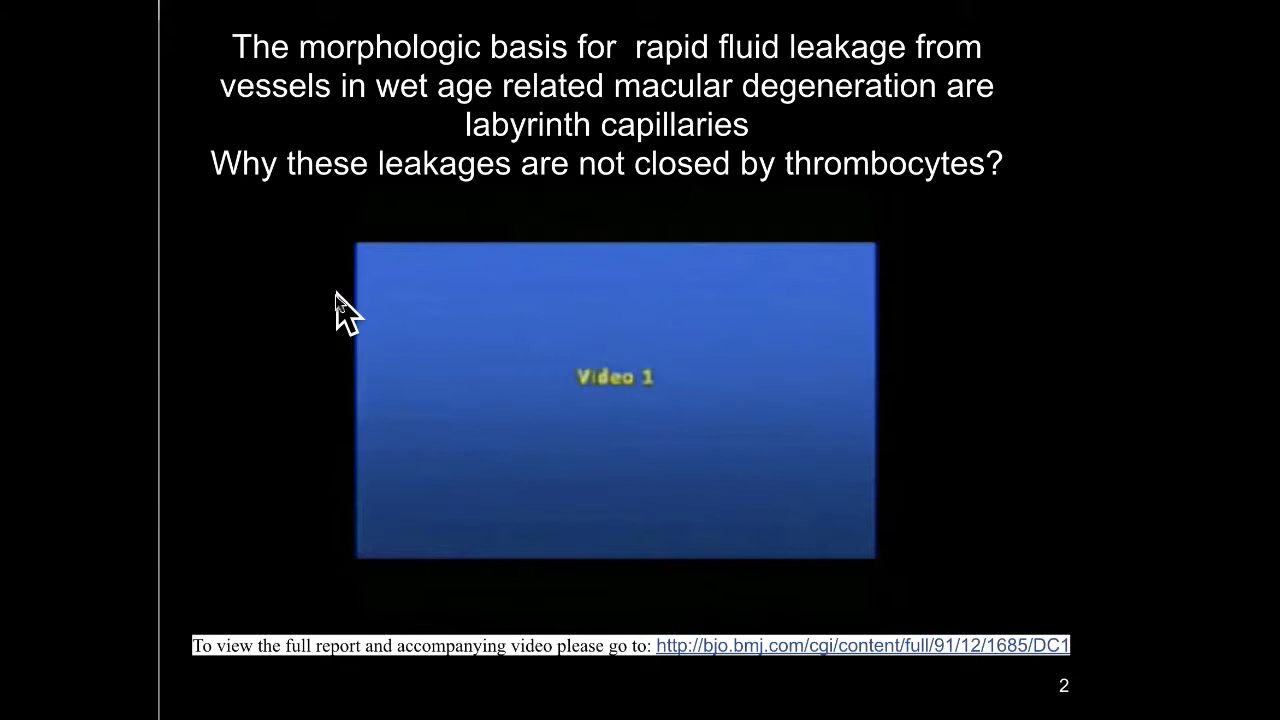 The morphologic basis for  rapid fluid leakage from
vessels in wet age related macular degeneration are
labyrinth capillaries
Why these leakages are not closed by thrombocytes?
Video 1
To view the full report and accompanying video please go to: http://bjo.bmj.com/cgi/content/full/91/12/1685/DC1
2